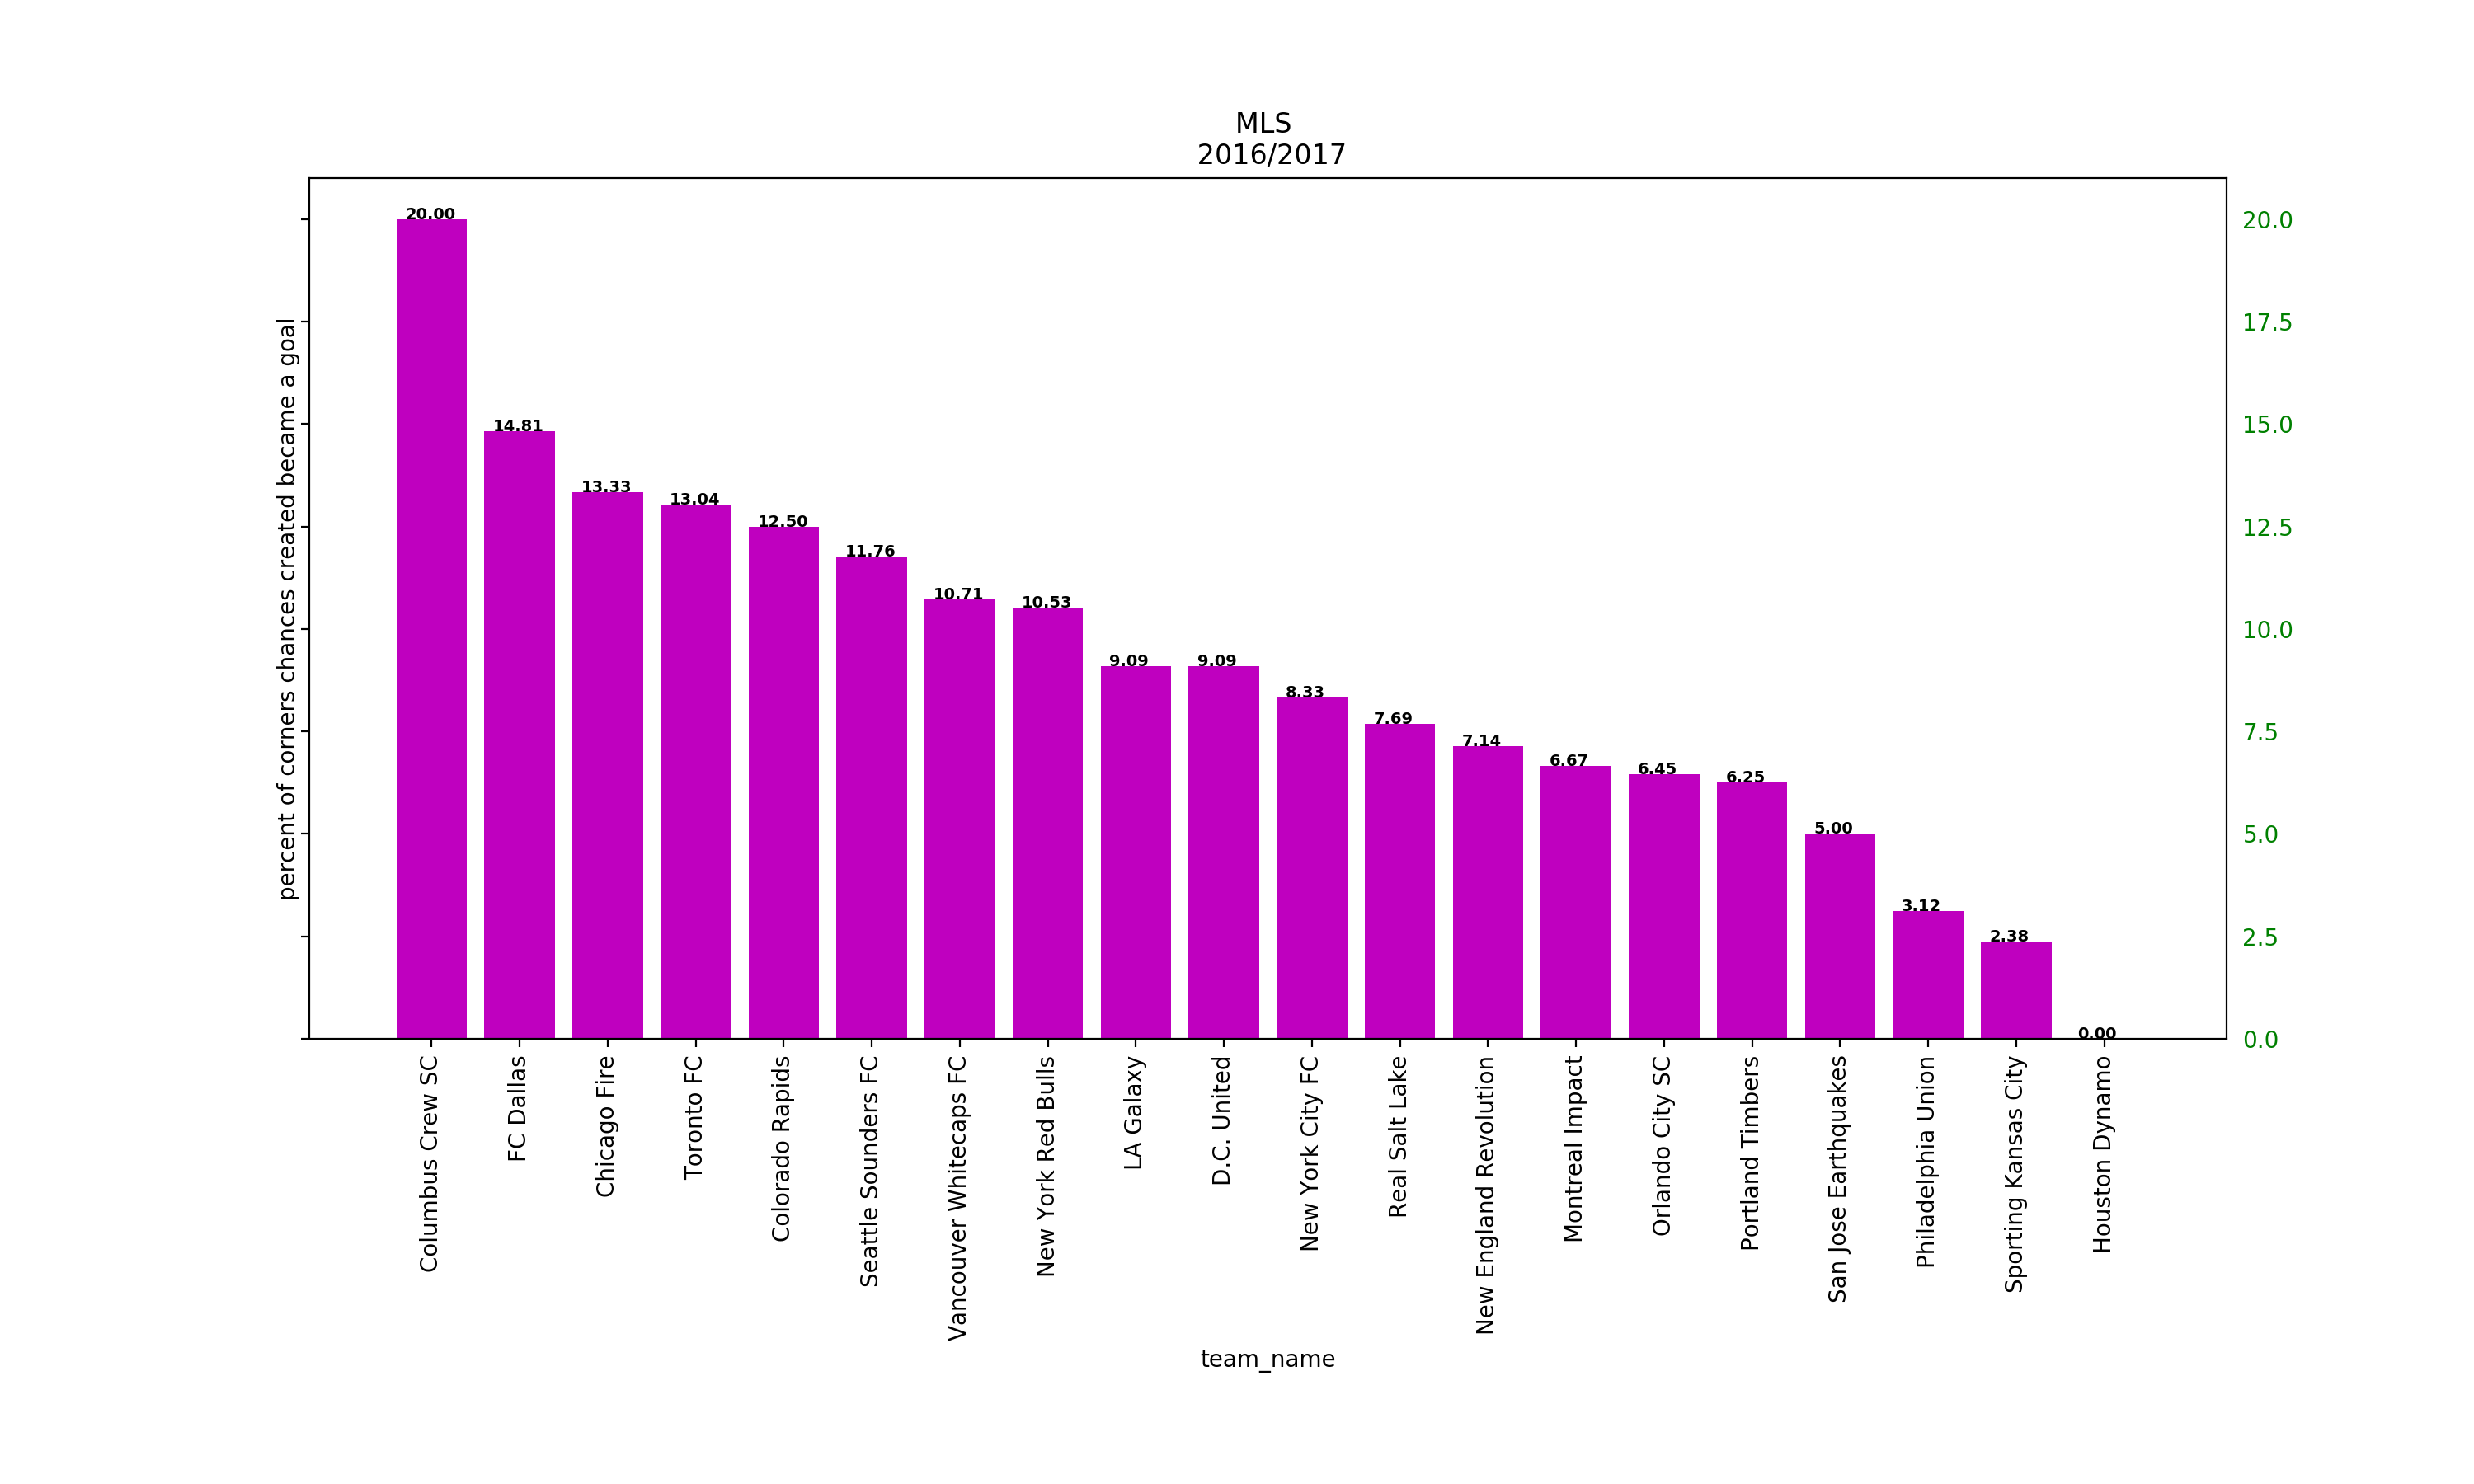 MLS
2016/2017
percent of corners chances created became a goal
20.00
14.81
13.33
13.04
12.50
11.76
10.71
10.53
9.09
9.09
8.33
7.69
7.14
6.67
6.45
6.25
5.00
3.12
2.38
0.00
20.0
17.5
15.0
12.5
10.0
7.5
5.0
2.5
0.0
Columbus Crew SC
FC Dallas
Chicago Fire
Toronto FC
Colorado Rapids
Seattle Sounders FC
Vancouver Whitecaps FC
New York Red Bulls
LA Galaxy
D.C. United
New York City FC
Real Salt Lake
New England Revolution
Montreal Impact
Orlando City SC
Portland Timbers
San Jose Earthquakes
Philadelphia Union
Sporting Kansas City
Houston Dynamo
team_name